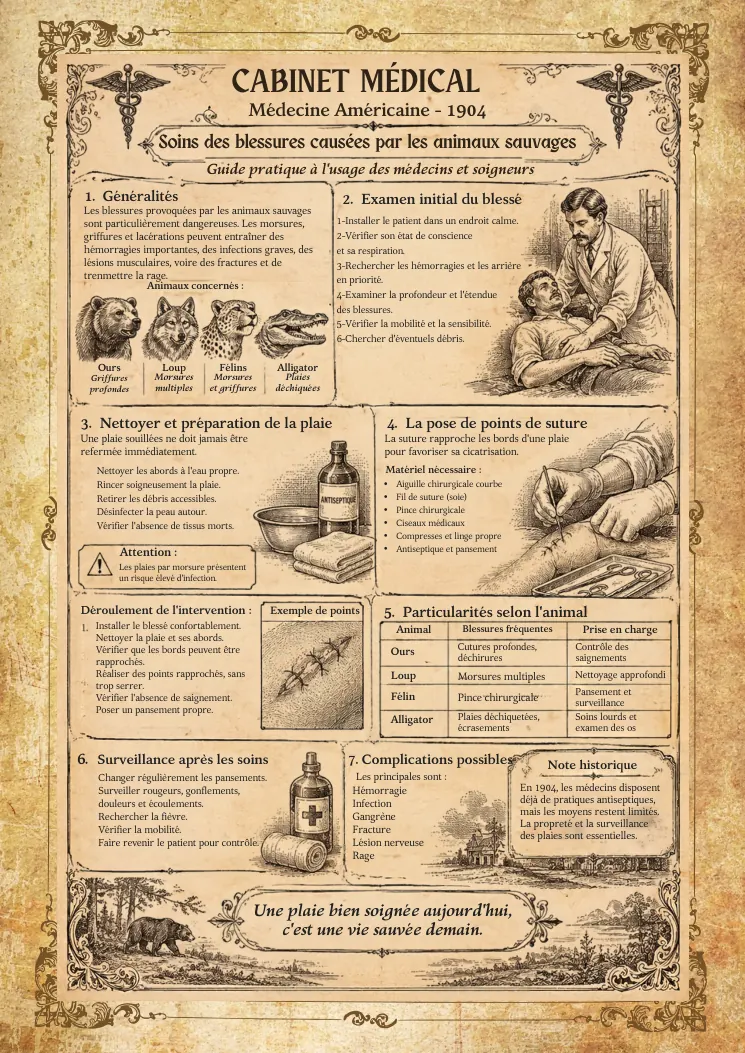 CABINET MÉDICAL
Médecine Américaine - 1904
Soins des blessures causées par les animaux sauvages
Guide pratique à l'usage des médecins et soigneurs
1. Généralités
Les blessures provoquées par les animaux sauvages
sont particulièrement dangereuses. Les morsures,
griffures et lacérations peuvent entraîner des
hémorragies importantes, des infections graves, des
lésions musculaires, voire des fractures et de
trenmettre la rage.
Animaux concernés :
Ours
Griffures
profondes
Loup
Morsures
multiples
Félins
Morsures
et griffures
Alligator
Plaies
déchiquées
2. Examen initial du blessé
1-Installer le patient dans un endroit calme.
2-Vérifier son état de conscience
et sa respiration.
3-Rechercher les hémorragies et les arrière
en priorité.
4-Examiner la profondeur et l'étendue
des blessures.
5-Vérifier la mobilité et la sensibilité.
6-Chercher d'éventuels débris.
3. Nettoyer et préparation de la plaie
Une plaie souillées ne doit jamais être
refermée immédiatement.
Nettoyer les abords à l'eau propre.
Rincer soigneusement la plaie.
Retirer les débris accessibles.
Désinfecter la peau autour.
Vérifier l'absence de tissus morts.
ANTISEPTIQUE
Attention :
Les plaies par morsure présentent
un risque élevé d'infection.
4. La pose de points de suture
La suture rapproche les bords d'une plaie
pour favoriser sa cicatrisation.
Matériel nécessaire :
• Aiguille chirurgicale courbe
• Fil de suture (soie)
• Pince chirurgicale
• Ciseaux médicaux
• Compresses et linge propre
• Antiseptique et pansement
Déroulement de l'intervention :
1. Installer le blessé confortablement.
Nettoyer la plaie et ses abords.
Vérifier que les bords peuvent être
rapprochés.
Réaliser des points rapprochés, sans
trop serrer.
Vérifier l'absence de saignement.
Poser un pansement propre.
Exemple de points
5. Particularités selon l'animal
Animal Blessures fréquentes Prise en charge
Ours Cutures profondes, déchirures Contrôle des saignements
Loup Morsures multiples Nettoyage approfondi
Félin Pince chirurgicale Pansement et surveillance
Alligator Plaies déchiquetées, écrasements Soins lourds et examen des os
6. Surveillance après les soins
Changer régulièrement les pansements.
Surveiller rougeurs, gonflements,
douleurs et écoulements.
Rechercher la fièvre.
Vérifier la mobilité.
Faire revenir le patient pour contrôle.
7. Complications possibles
Les principales sont :
Hémorragie
Infection
Gangrène
Fracture
Lésion nerveuse
Rage
Note historique
En 1904, les médecins disposent
déjà de pratiques antiseptiques,
mais les moyens restent limités.
La propreté et la surveillance
des plaies sont essentielles.
Une plaie bien soignée aujourd'hui,
c'est une vie sauvée demain.